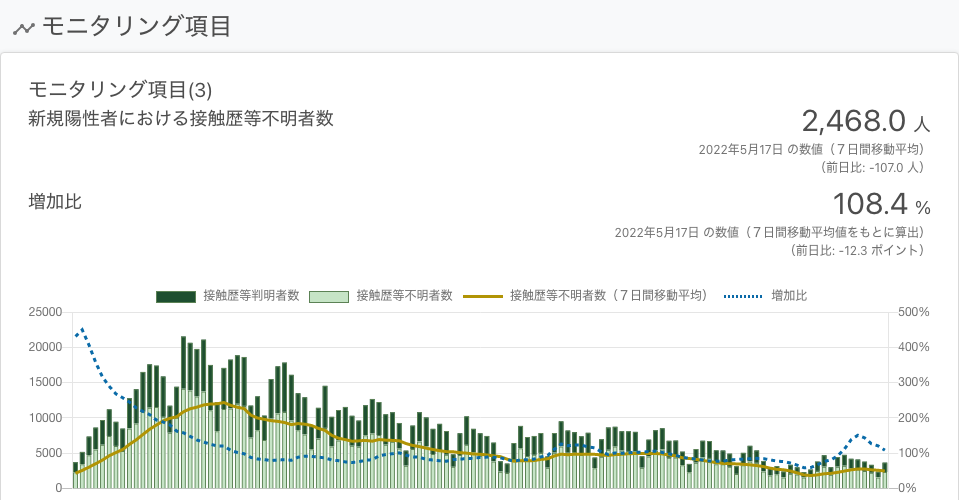 モニタリング項目
モニタリング項目(3)
新規陽性者における接触歴等不明者数
2,468.0 人
2022年5月17日 の数値（７日間移動平均）
（前日比: -107.0 人）
増加比
108.4 %
2022年5月17日 の数値（７日間移動平均値をもとに算出）
（前日比: -12.3 ポイント）
接触歴等判明者数 接触歴等不明者数 接触歴等不明者数（７日間移動平均） 増加比
25000 500%
20000 400%
15000 300%
10000 200%
5000 100%
0 0%